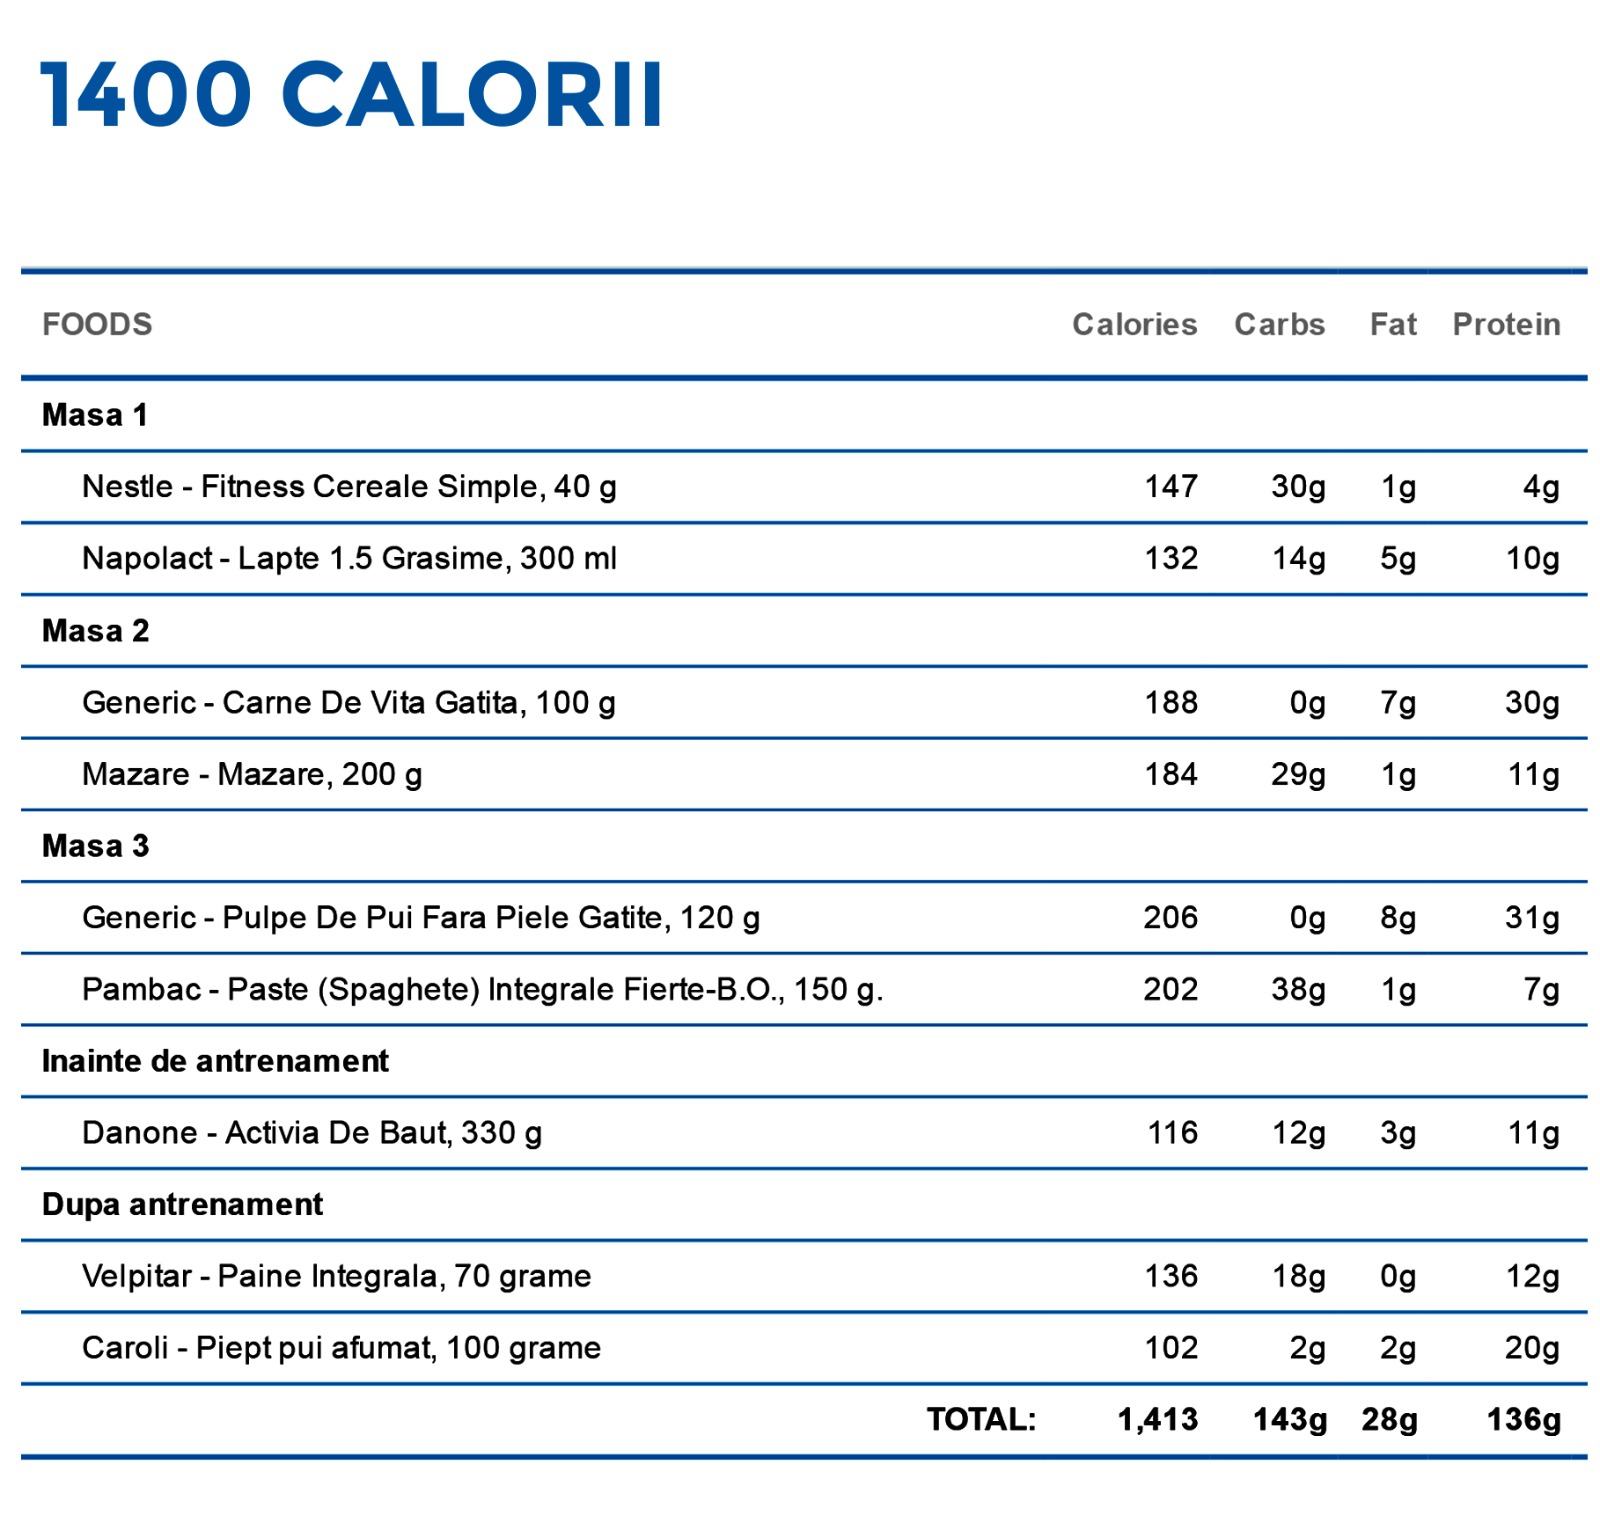 1400 CALORII
FOODS Calories Carbs Fat Protein
Masa 1
Nestle - Fitness Cereale Simple, 40 g 147 30g 1g 4g
Napolact - Lapte 1.5 Grasime, 300 ml 132 14g 5g 10g
Masa 2
Generic - Carne De Vita Gatita, 100 g 188 0g 7g 30g
Mazare - Mazare, 200 g 184 29g 1g 11g
Masa 3
Generic - Pulpe De Pui Fara Piele Gatite, 120 g 206 0g 8g 31g
Pambac - Paste (Spaghete) Integrale Fierte-B.O., 150 g. 202 38g 1g 7g
Inainte de antrenament
Danone - Activia De Baut, 330 g 116 12g 3g 11g
Dupa antrenament
Velpitar - Paine Integrala, 70 grame 136 18g 0g 12g
Caroli - Piept pui afumat, 100 grame 102 2g 2g 20g
TOTAL: 1,413 143g 28g 136g